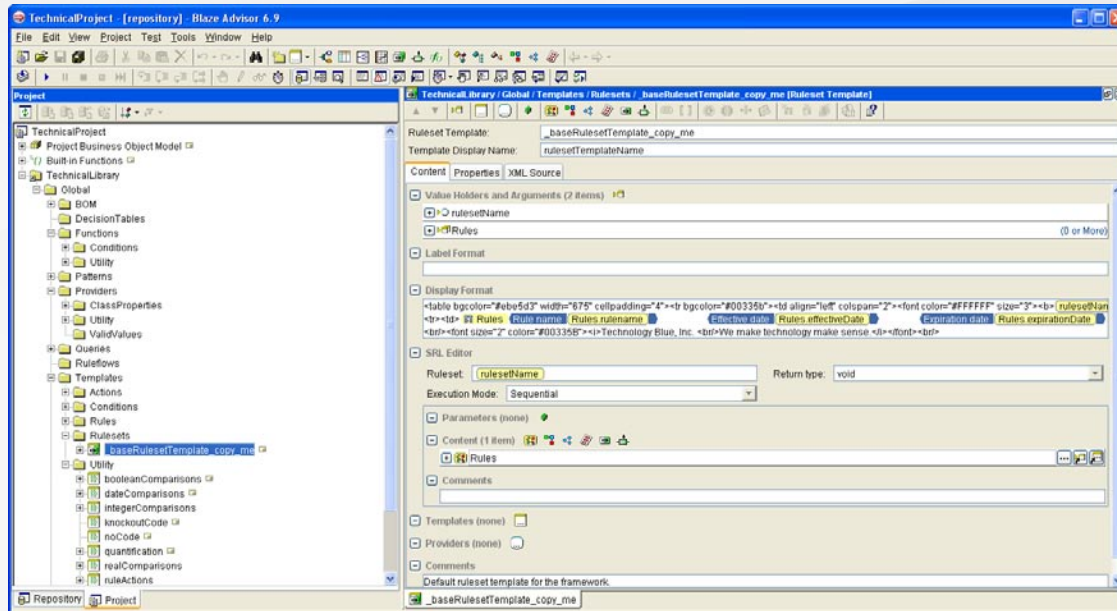 TechnicalProject - [repository] - Blaze Advisor 6.9
File Edit View Project Test Tools Window Help
Project
TechnicalProject
Project Business Object Model
Built-in Functions
TechnicalLibrary
Global
BOM
DecisionTables
Functions
Conditions
Utility
Patterns
Providers
ClassProperties
Utility
ValidValues
Queries
Ruleflows
Templates
Actions
Conditions
Rules
Rulesets
_baseRulesetTemplate_copy_me
Utility
booleanComparisons
dateComparisons
integerComparisons
knockoutCode
noCode
quantification
realComparisons
ruleActions
Repository Project
TechnicalLibrary / Global / Templates / Rulesets / _baseRulesetTemplate_copy_me [Ruleset Template]
Ruleset Template: _baseRulesetTemplate_copy_me
Template Display Name: rulesetTemplateName
Content Properties XML Source
Value Holders and Arguments (2 items)
rulesetName
Rules (0 or More)
Label Format
Display Format
<table bgcolor="#ebe5d3" width="675" cellpadding="4"><tr bgcolor="#00335b"><td align="left" colspan="2"><font color="#FFFFFF" size="3"><b> rulesetNan
<tr><td> Rules Rule name Rules.rulename Effective date Rules.effectiveDate Expiration date Rules.expirationDate
<br/><font size="2" color="#00335B"><i>Technology Blue, Inc. <br/>We make technology make sense.</i></font><br/>
SRL Editor
Ruleset: rulesetName Return type: void
Execution Mode: Sequential
Parameters (none)
Content (1 item)
Rules
Comments
Templates (none)
Providers (none)
Comments
Default ruleset template for the framework.
_baseRulesetTemplate_copy_me